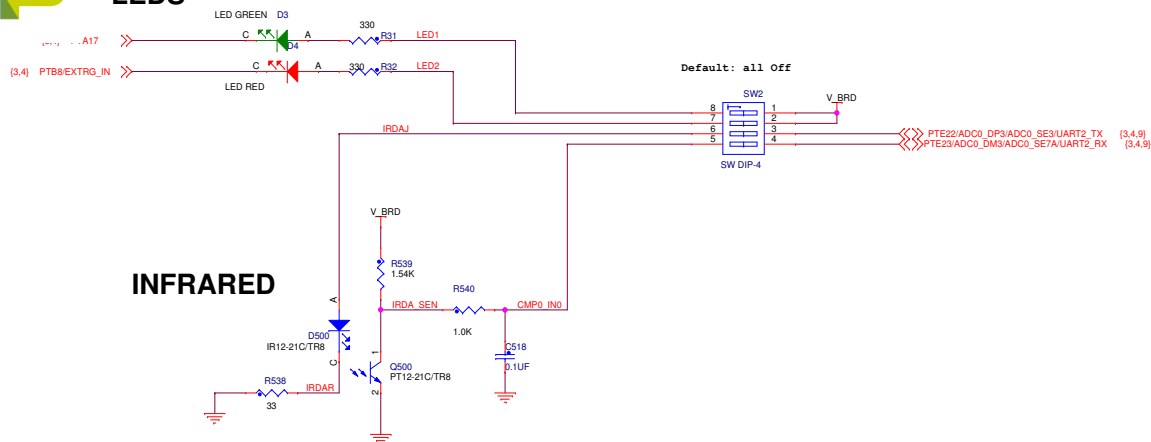 LED GREEN D3
330
A17
C
A
R31
LED1
D4
{3,4} PTB8/EXTRG_IN
C
A
330
R32
LED2
LED RED
Default: all Off
SW2
V_BRD
8
1
7
2
IRDAJ
6
3
PTE22/ADC0_DP3/ADC0_SE3/UART2_TX {3,4,9}
5
4
PTE23/ADC0_DM3/ADC0_SE7A/UART2_RX {3,4,9}
SW DIP-4
V_BRD
R539
1.54K
INFRARED
R540
A
IRDA_SEN
CMP0_IN0
1.0K
D500
IR12-21C/TR8
1
C518
0.1UF
C
Q500
PT12-21C/TR8
R538
IRDAR
2
33